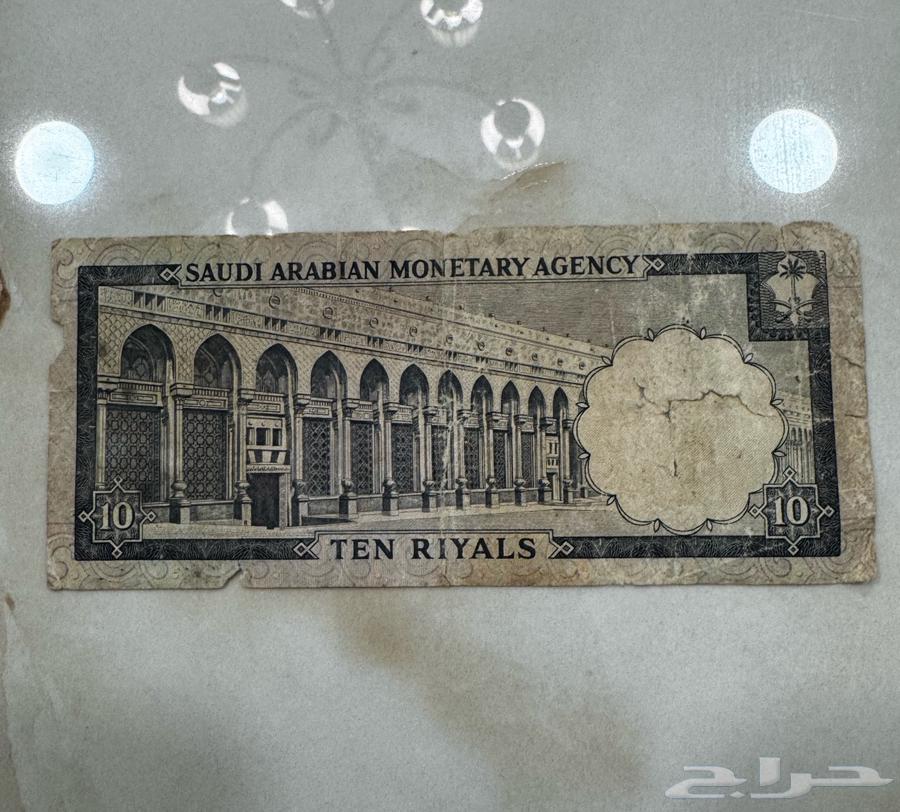 SAUDI ARABIAN MONETARY AGENCY
10
10
TEN RIYALS
حراج